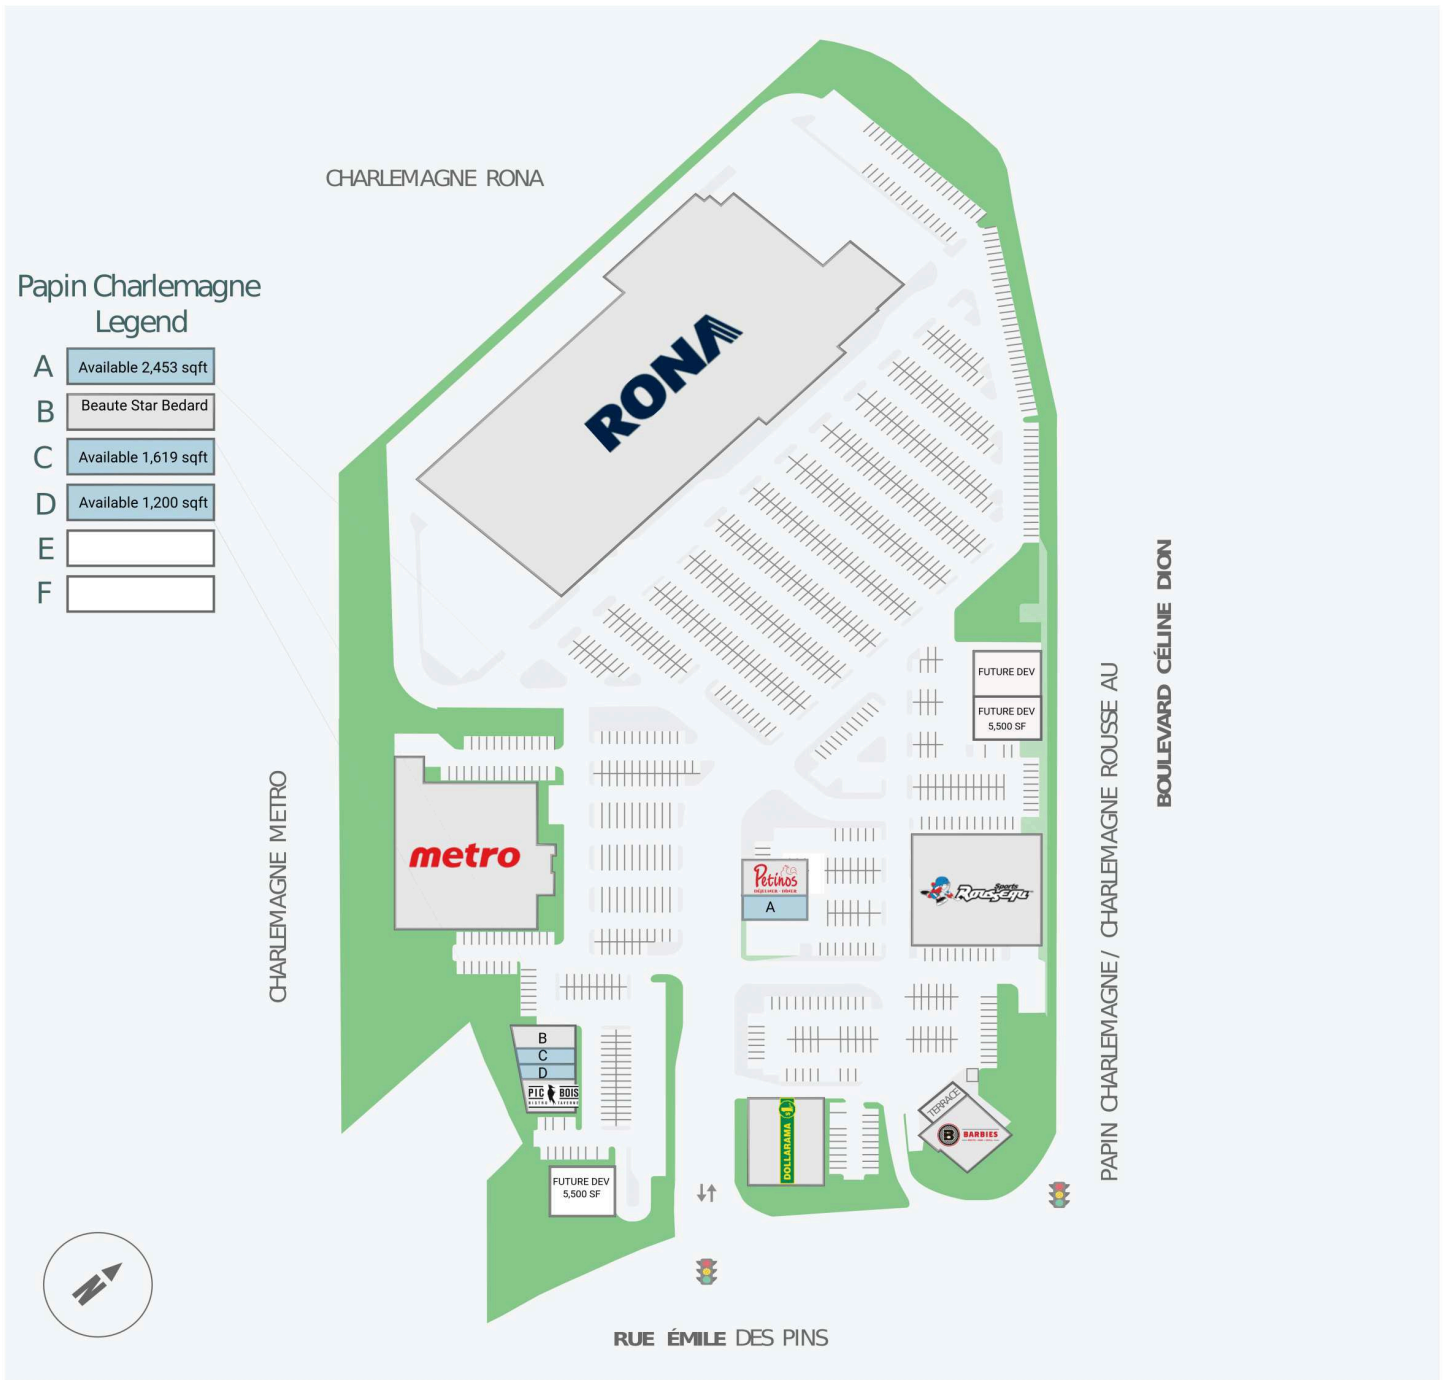 CHARLEMAGNE RONA
Papin Charlemagne
Legend
A Available 2,453 sqft
B Beaute Star Bedard
C Available 1,619 sqft
D Available 1,200 sqft
E
F
RONA
FUTURE DEV
FUTURE DEV
5,500 SF
BOULEVARD CÉLINE DION
PAPIN CHARLEMAGNE/ CHARLEMAGNE ROUSSE AU
CHARLEMAGNE METRO
metro
Petinos
A
Sports
Rousseau
B
C
D
PIC BOIS
TERRACE
B BARBIES
DOLLARAMA
FUTURE DEV
5,500 SF
N
RUE ÉMILE DES PINS